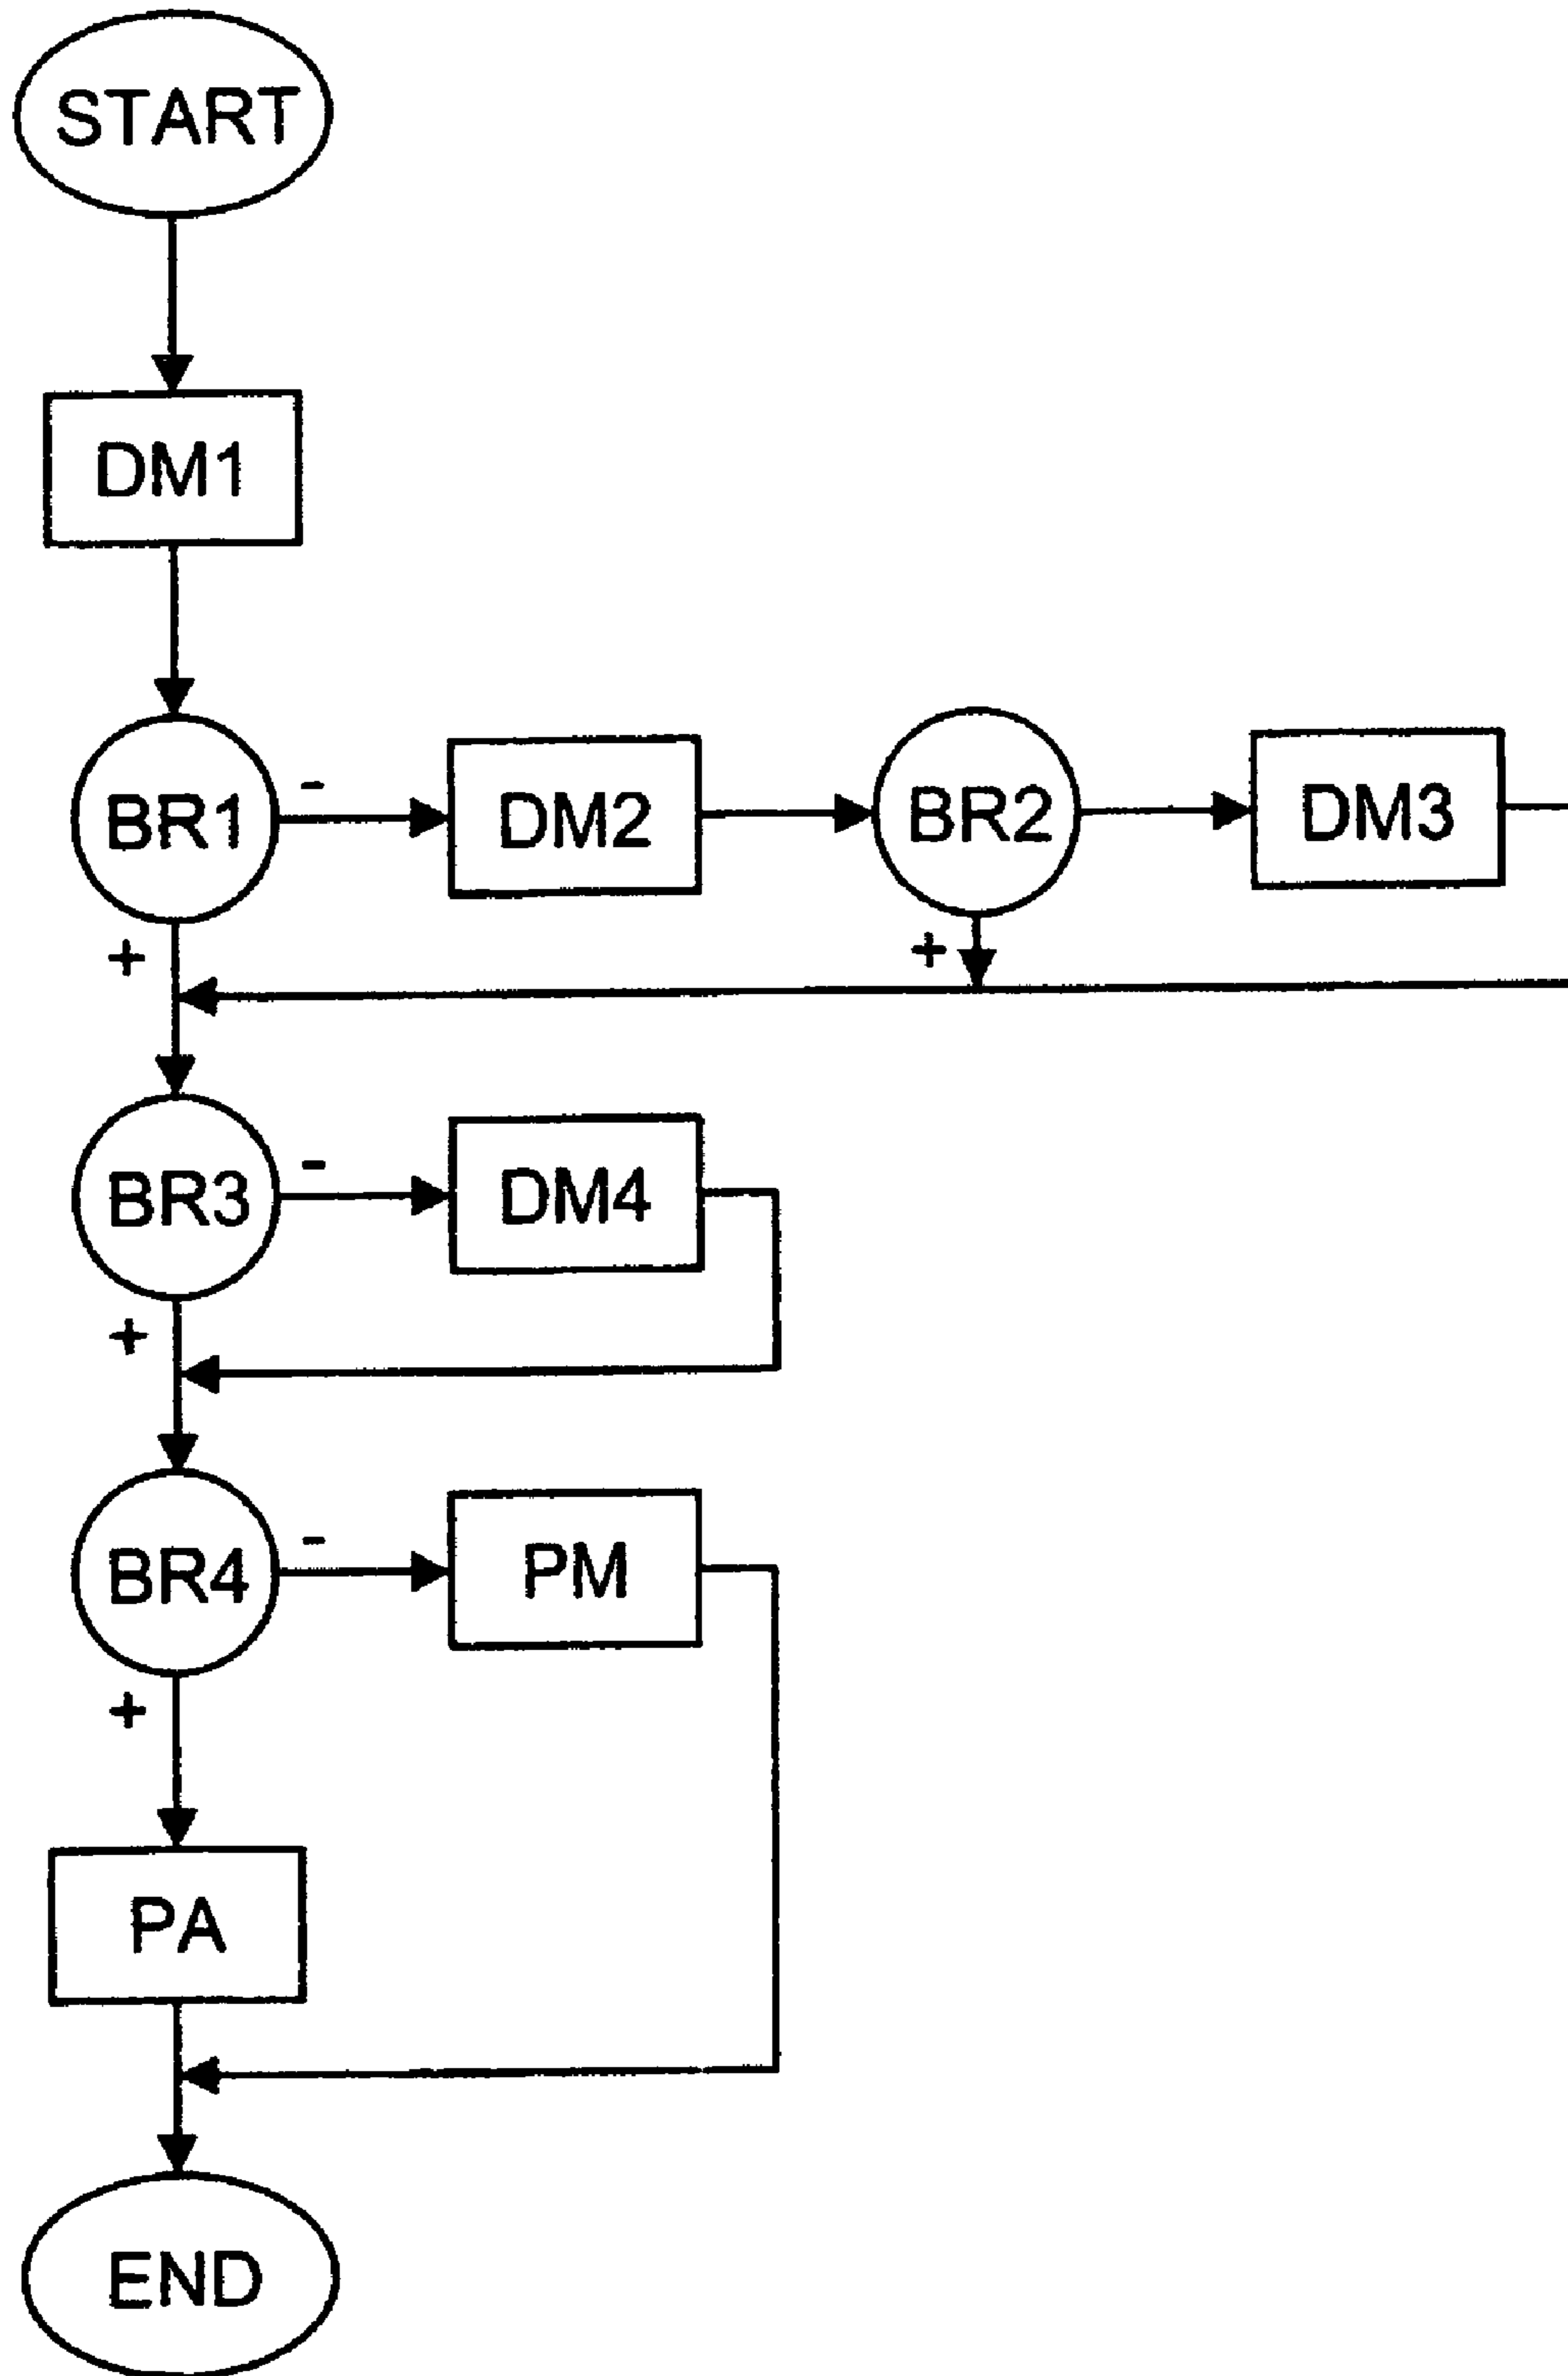 START
DM1
BR1
-
DM2
BR2
DM3
+
+
BR3
-
DM4
+
BR4
-
PM
+
PA
END